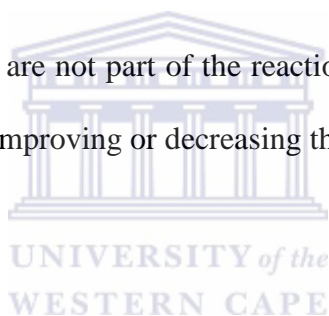 are not part of the reactio
mproving or decreasing th
UNIVERSITY of the
WESTERN CAPE